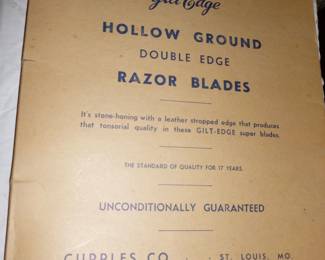 Gilt Edge
HOLLOW GROUND
DOUBLE EDGE
RAZOR BLADES
It's stone-honing with a leather stropped edge that produces
that tonsorial quality in these GILT-EDGE super blades.
THE STANDARD OF QUALITY FOR 17 YEARS.
UNCONDITIONALLY GUARANTEED
CUPPLES CO. ST. LOUIS, MO.